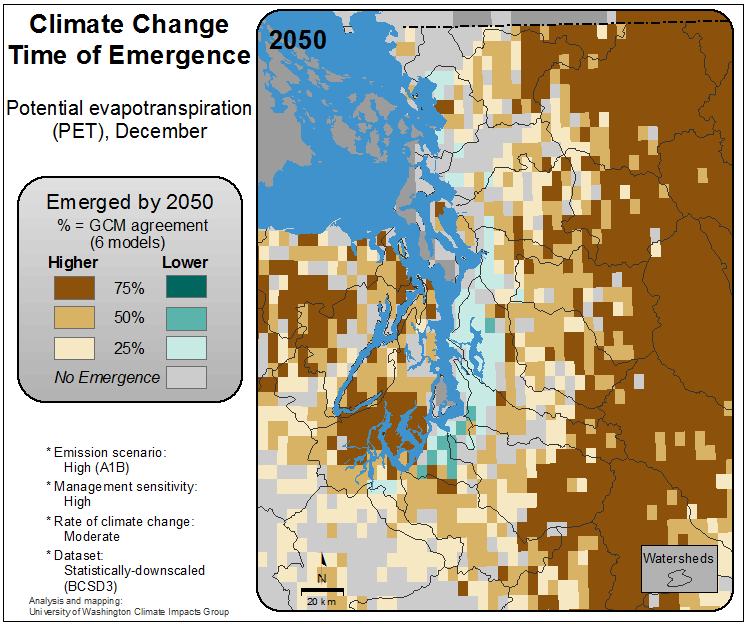 Climate Change
Time of Emergence
Potential evapotranspiration
(PET), December
Emerged by 2050
% = GCM agreement
(6 models)
Higher Lower
75%
50%
25%
No Emergence
* Emission scenario:
High (A1B)
* Management sensitivity:
High
* Rate of climate change:
Moderate
* Dataset:
Statistically-downscaled
(BCSD3)
Analysis and mapping:
University of Washington Climate Impacts Group
2050
N
20 km
Watersheds